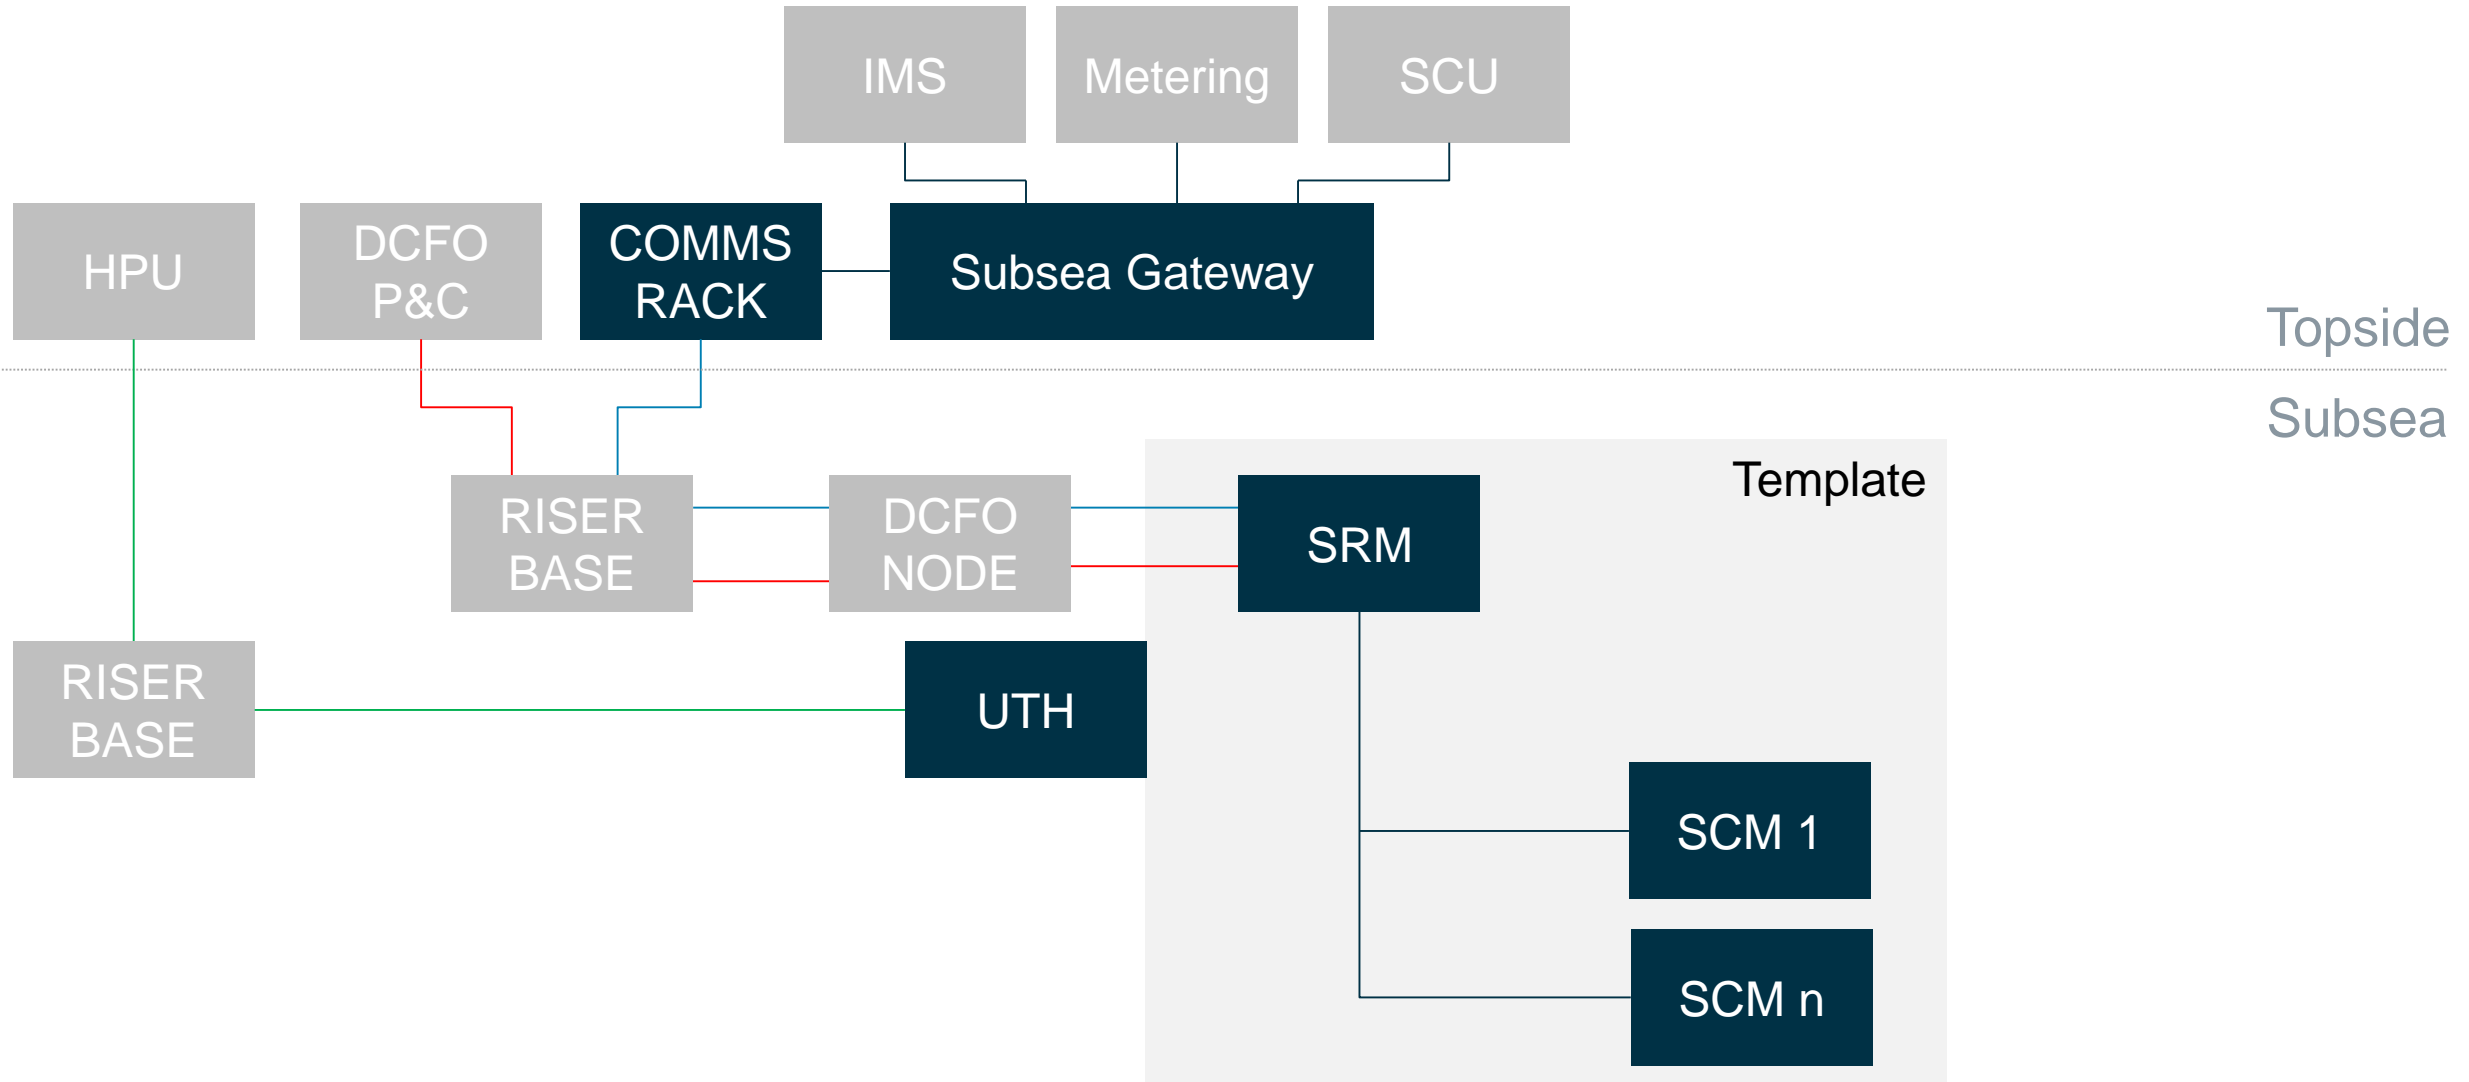 IMS
Metering
SCU
HPU
DCFO
P&C
COMMS
RACK
Subsea Gateway
Topside
Subsea
Template
RISER
BASE
DCFO
NODE
SRM
RISER
BASE
UTH
SCM 1
SCM n